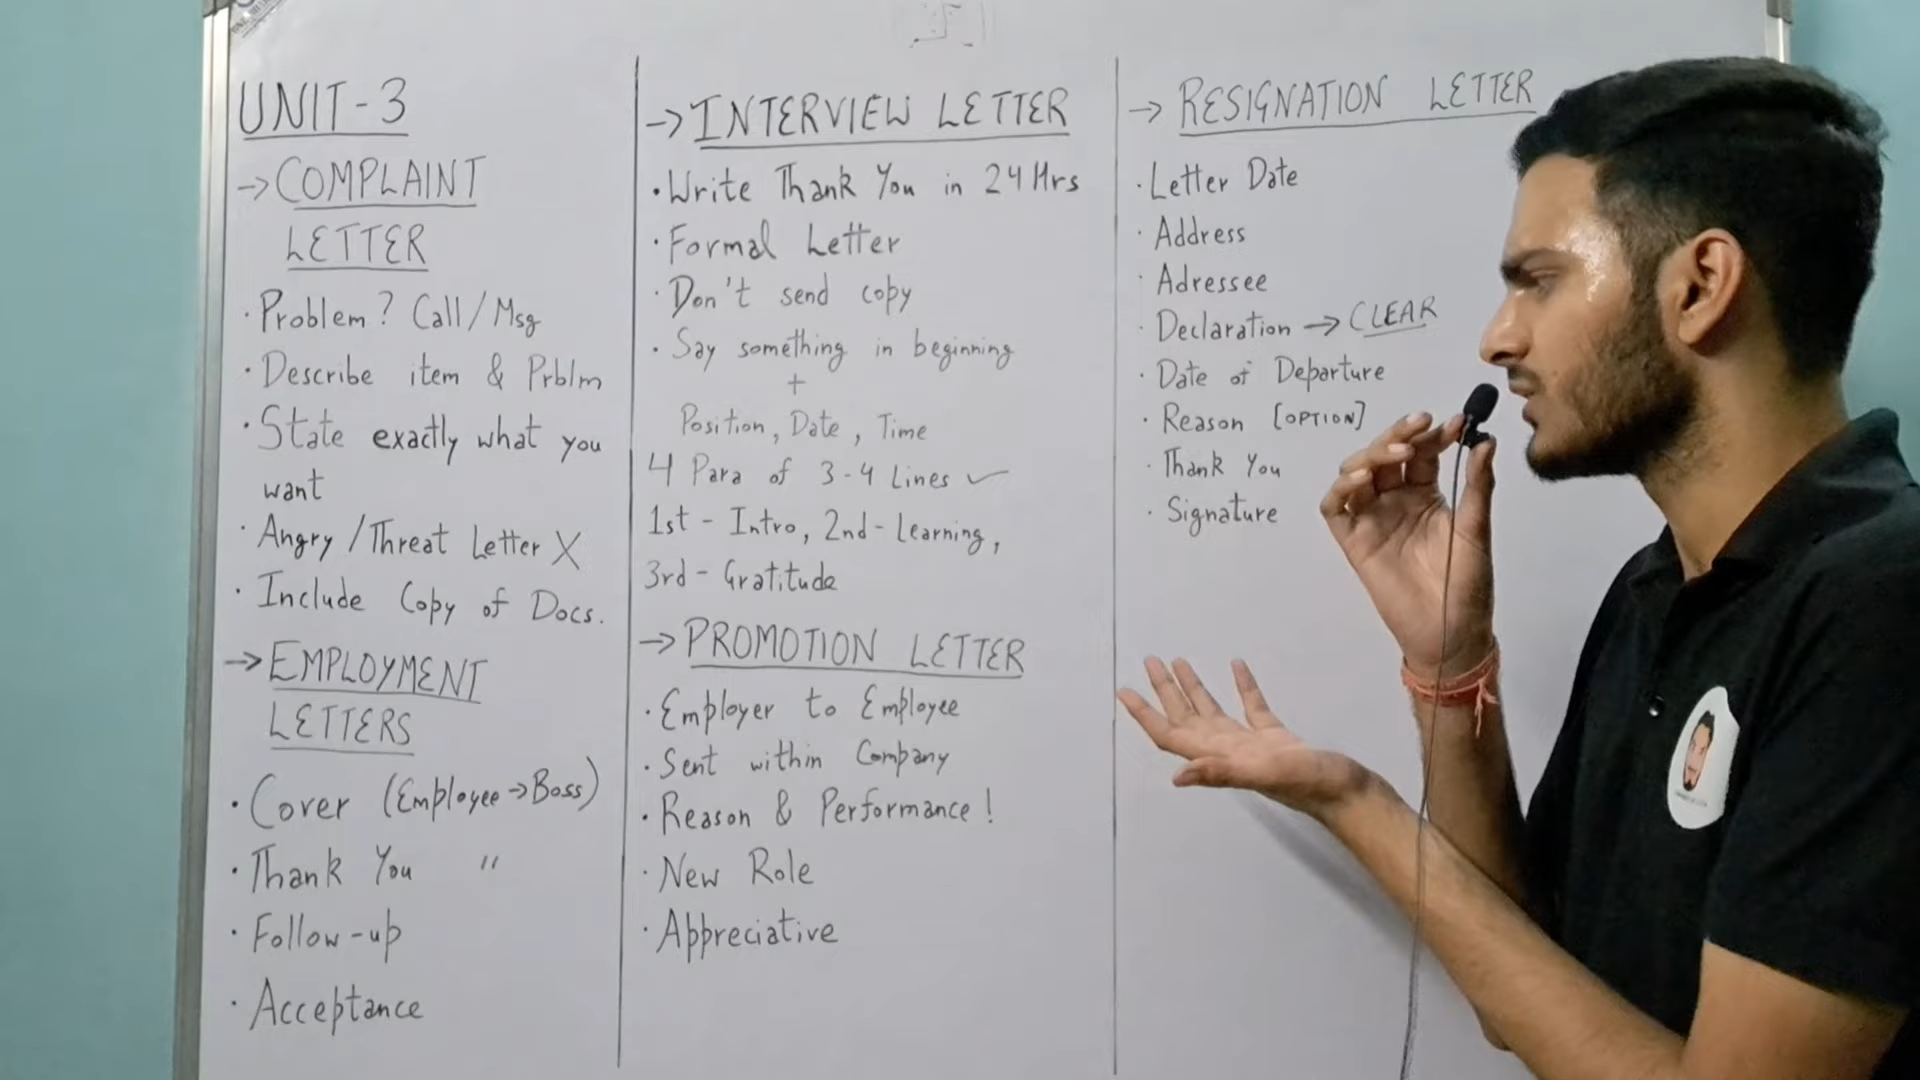 UNIT-3
→ COMPLAINT
LETTER
· Problem? Call/Msg
· Describe item & Prblm
· State exactly what you
want
· Angry/Threat Letter X
· Include Copy of Docs.
→ EMPLOYMENT
LETTERS
· Cover (Employee→Boss)
· Thank You "
· Follow-up
· Acceptance
→ INTERVIEW LETTER
· Write Thank You in 24 Hrs
· Formal Letter
· Don't send copy
· Say something in beginning
+
Position, Date, Time
4 Para of 3-4 Lines ✓
1st - Intro, 2nd - Learning,
3rd - Gratitude
→ PROMOTION LETTER
· Employer to Employee
· Sent within Company
· Reason & Performance!
· New Role
· Appreciative
→ RESIGNATION LETTER
· Letter Date
· Address
· Adressee
· Declaration → CLEAR
· Date of Departure
· Reason [OPTION]
· Thank You
· Signature